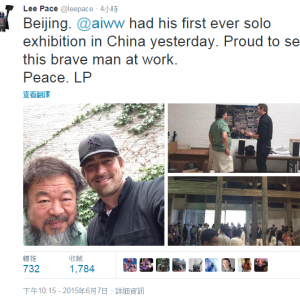 Lee Pace @leepace · 4小時
Beijing. @aiww had his first ever solo
exhibition in China yesterday. Proud to se
this brave man at work.
Peace. LP
查看翻譯
轉推 收藏
732 1,784
下午10:15 - 2015年6月7日 · 詳細資訊